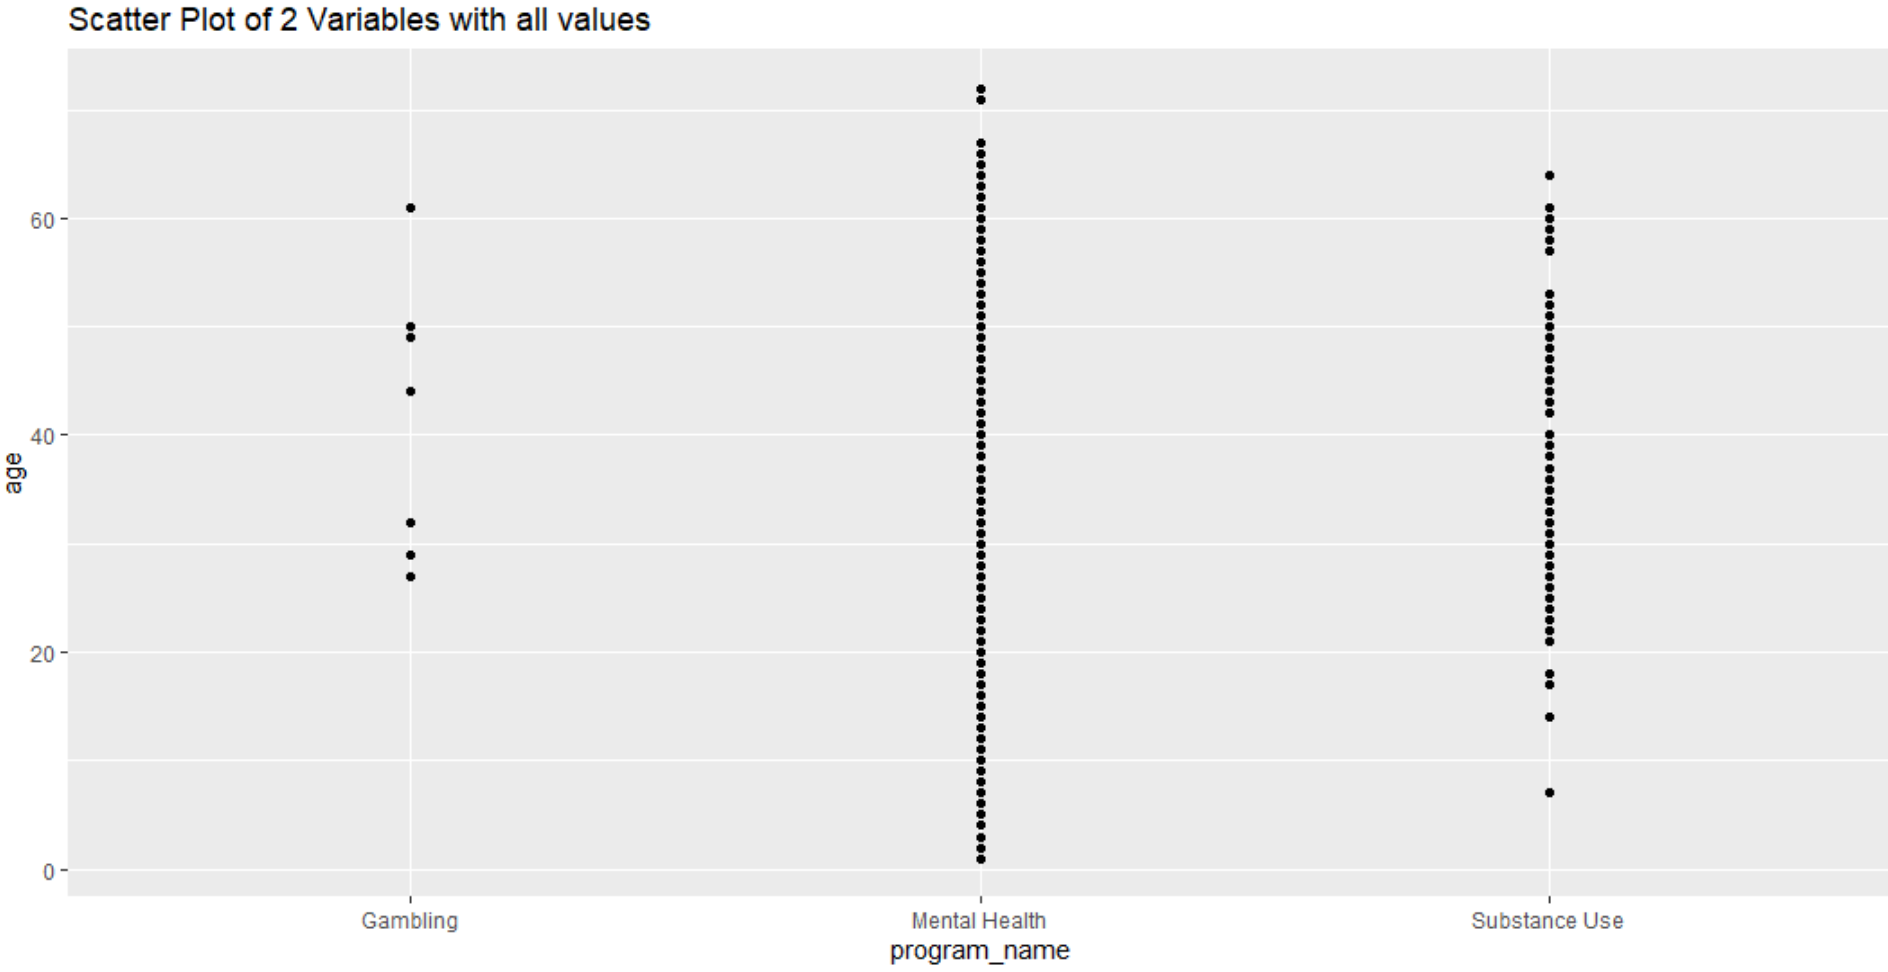 Scatter Plot of 2 Variables with all values
60
40
20
0
age
Gambling
Mental Health
Substance Use
program_name